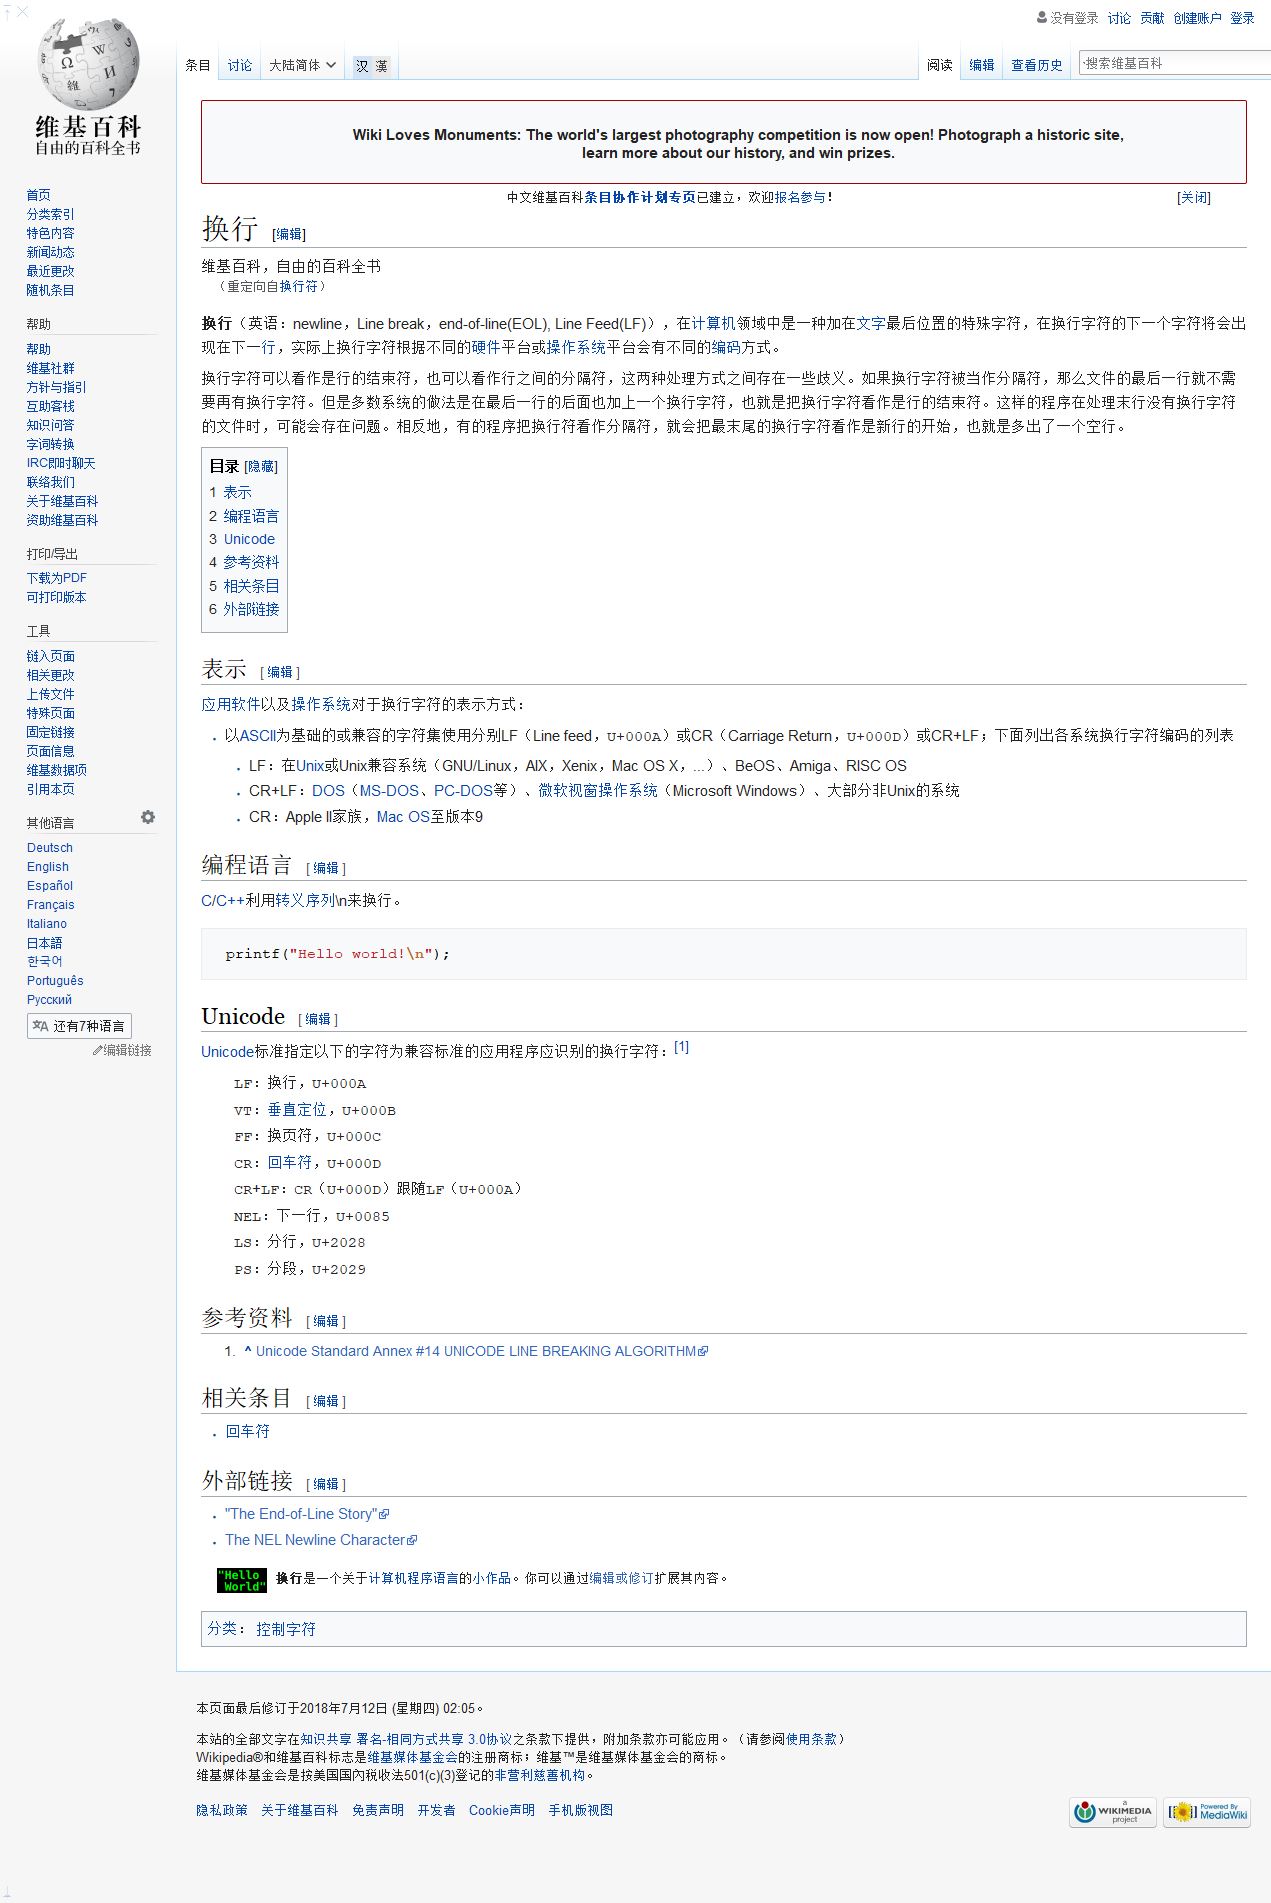 没有登录 讨论 贡献 创建账户 登录
条目 讨论 大陆简体 汉 漢 阅读 编辑 查看历史 搜索维基百科
维基百科
自由的百科全书
首页
分类索引
特色内容
新闻动态
最近更改
随机条目
帮助
帮助
维基社群
方针与指引
互助客栈
知识问答
字词转换
IRC即时聊天
联络我们
关于维基百科
资助维基百科
打印/导出
下载为PDF
可打印版本
工具
链入页面
相关更改
上传文件
特殊页面
固定链接
页面信息
维基数据项
引用本页
其他语言
Deutsch
English
Español
Français
Italiano
日本語
한국어
Português
Русский
还有7种语言
编辑链接
Wiki Loves Monuments: The world's largest photography competition is now open! Photograph a historic site,
learn more about our history, and win prizes.
中文维基百科条目协作计划专页已建立，欢迎报名参与！ [关闭]
换行 [编辑]
维基百科，自由的百科全书
（重定向自换行符）
换行（英语：newline，Line break，end-of-line(EOL), Line Feed(LF)），在计算机领域中是一种加在文字最后位置的特殊字符，在换行字符的下一个字符将会出
现在下一行，实际上换行字符根据不同的硬件平台或操作系统平台会有不同的编码方式。
换行字符可以看作是行的结束符，也可以看作行之间的分隔符，这两种处理方式之间存在一些歧义。如果换行字符被当作分隔符，那么文件的最后一行就不需
要再有换行字符。但是多数系统的做法是在最后一行的后面也加上一个换行字符，也就是把换行字符看作是行的结束符。这样的程序在处理末行没有换行字符
的文件时，可能会存在问题。相反地，有的程序把换行符看作分隔符，就会把最末尾的换行字符看作是新行的开始，也就是多出了一个空行。
目录 [隐藏]
1 表示
2 编程语言
3 Unicode
4 参考资料
5 相关条目
6 外部链接
表示 [ 编辑 ]
应用软件以及操作系统对于换行字符的表示方式：
以ASCII为基础的或兼容的字符集使用分别LF（Line feed，U+000A）或CR（Carriage Return，U+000D）或CR+LF；下面列出各系统换行字符编码的列表
LF：在Unix或Unix兼容系统（GNU/Linux，AIX，Xenix，Mac OS X，...）、BeOS、Amiga、RISC OS
CR+LF：DOS（MS-DOS、PC-DOS等）、微软视窗操作系统（Microsoft Windows）、大部分非Unix的系统
CR：Apple II家族，Mac OS至版本9
编程语言 [ 编辑 ]
C/C++利用转义序列\n来换行。
printf("Hello world!\n");
Unicode [ 编辑 ]
Unicode标准指定以下的字符为兼容标准的应用程序应识别的换行字符：[1]
LF：换行，U+000A
VT：垂直定位，U+000B
FF：换页符，U+000C
CR：回车符，U+000D
CR+LF：CR（U+000D）跟随LF（U+000A）
NEL：下一行，U+0085
LS：分行，U+2028
PS：分段，U+2029
参考资料 [ 编辑 ]
1. ^ Unicode Standard Annex #14 UNICODE LINE BREAKING ALGORITHM
相关条目 [ 编辑 ]
回车符
外部链接 [ 编辑 ]
"The End-of-Line Story"
The NEL Newline Character
"Hello World" 换行是一个关于计算机程序语言的小作品。你可以通过编辑或修订扩展其内容。
分类： 控制字符
本页面最后修订于2018年7月12日 (星期四) 02:05。
本站的全部文字在知识共享 署名-相同方式共享 3.0协议之条款下提供，附加条款亦可能应用。（请参阅使用条款）
Wikipedia®和维基百科标志是维基媒体基金会的注册商标；维基™是维基媒体基金会的商标。
维基媒体基金会是按美国国內税收法501(c)(3)登记的非营利慈善机构。
隐私政策 关于维基百科 免责声明 开发者 Cookie声明 手机版视图
a WIKIMEDIA project
Powered By MediaWiki